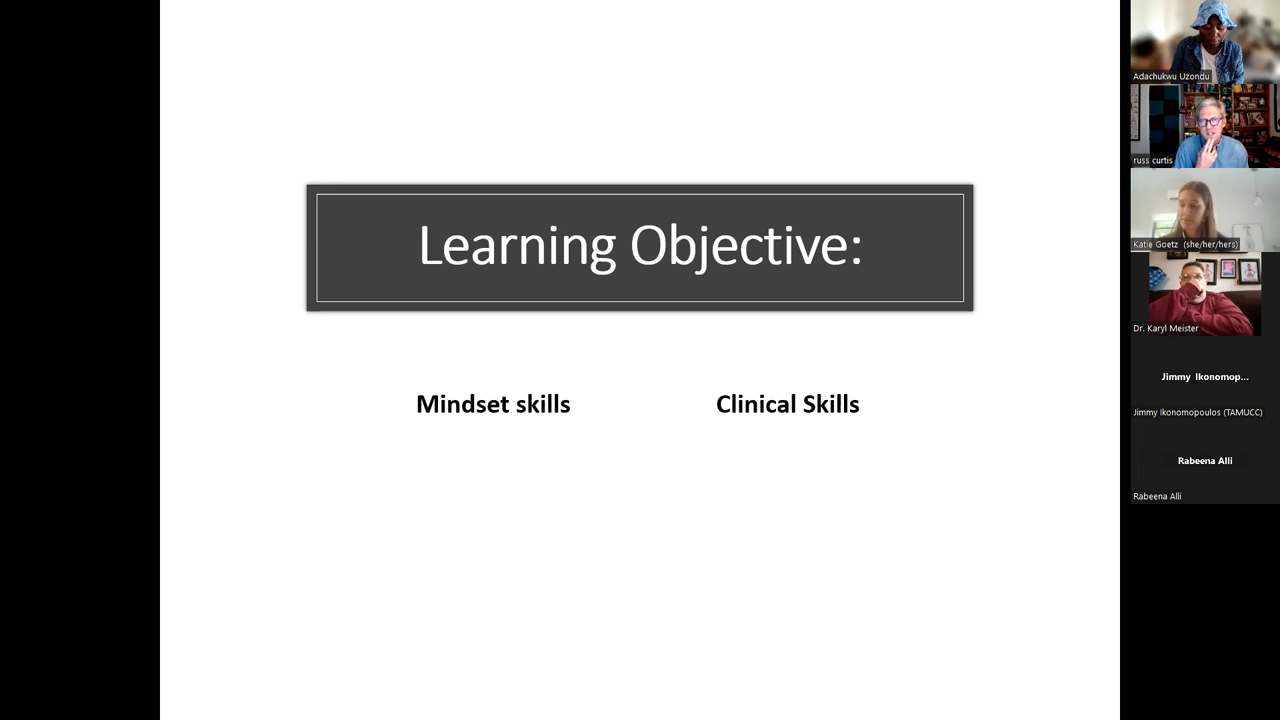 Learning Objective:
Mindset skills
Clinical Skills
Adachukwu Uzondu
russ curtis
Katie Goetz (she/her/hers)
Dr. Karyl Meister
Jimmy Ikonomop...
Jimmy Ikonomopoulos (TAMUCC)
Rabeena Alli
Rabeena Alli